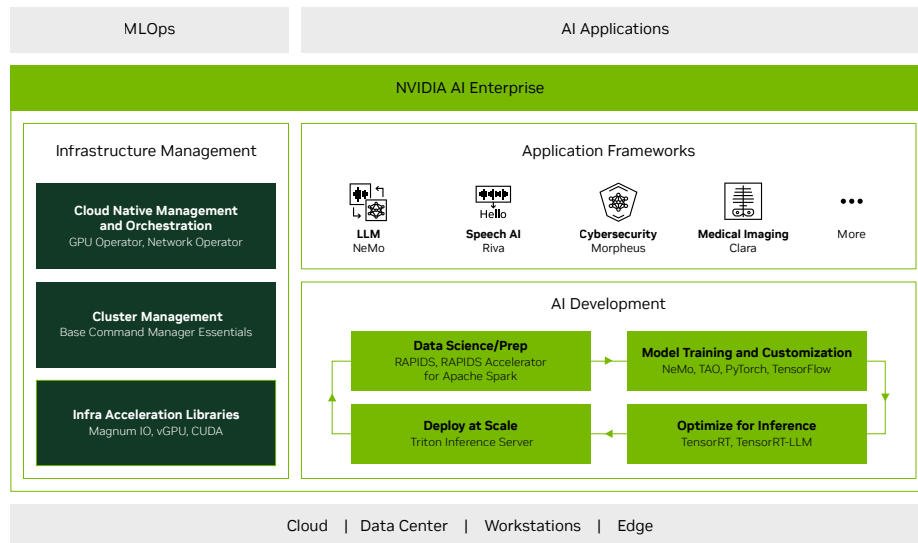 MLOps
AI Applications
NVIDIA AI Enterprise
Infrastructure Management
Cloud Native Management
and Orchestration
GPU Operator, Network Operator
Cluster Management
Base Command Manager Essentials
Infra Acceleration Libraries
Magnum IO, vGPU, CUDA
Application Frameworks
Hello
LLM
NeMo
Speech AI
Riva
Cybersecurity
Morpheus
Medical Imaging
Clara
More
AI Development
Data Science/Prep
RAPIDS, RAPIDS Accelerator
for Apache Spark
Model Training and Customization
NeMo, TAO, PyTorch, TensorFlow
Deploy at Scale
Triton Inference Server
Optimize for Inference
TensorRT, TensorRT-LLM
Cloud | Data Center | Workstations | Edge